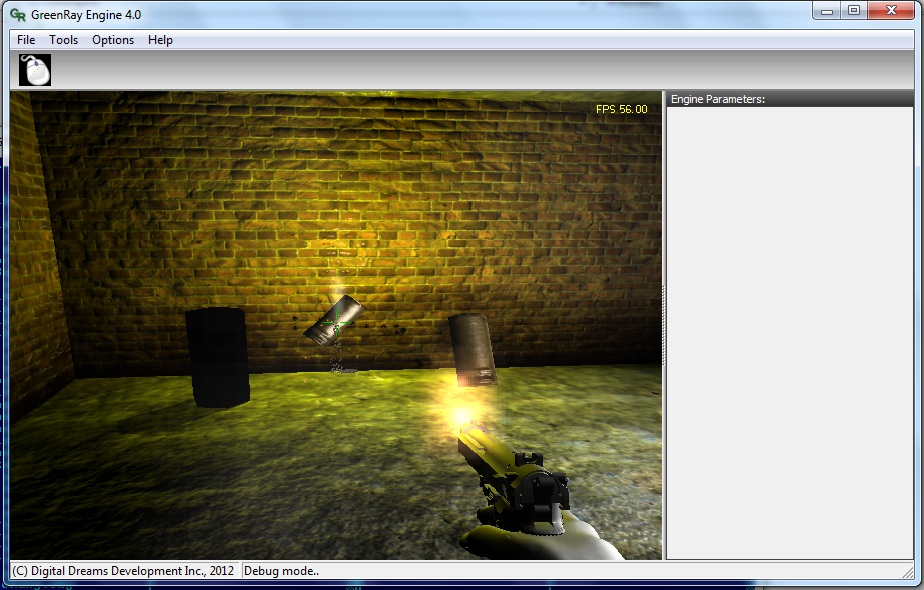 GR GreenRay Engine 4.0
File Tools Options Help
FPS 56.00
Engine Parameters:
(C) Digital Dreams Development Inc., 2012 Debug mode..